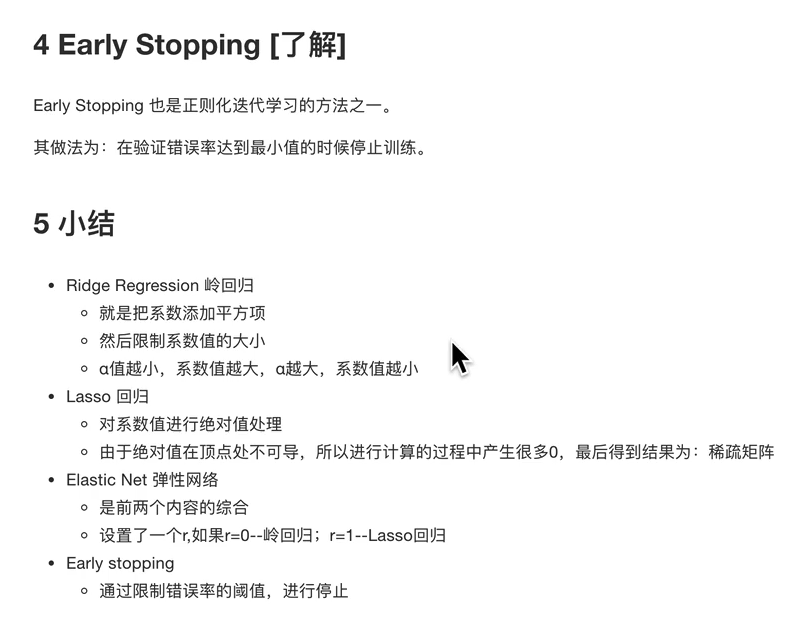 4 Early Stopping [了解]
Early Stopping 也是正则化迭代学习的方法之一。
其做法为：在验证错误率达到最小值的时候停止训练。
5 小结
Ridge Regression 岭回归
就是把系数添加平方项
然后限制系数值的大小
α值越小，系数值越大，α越大，系数值越小
Lasso 回归
对系数值进行绝对值处理
由于绝对值在顶点处不可导，所以进行计算的过程中产生很多0，最后得到结果为：稀疏矩阵
Elastic Net 弹性网络
是前两个内容的综合
设置了一个r,如果r=0--岭回归；r=1--Lasso回归
Early stopping
通过限制错误率的阈值，进行停止